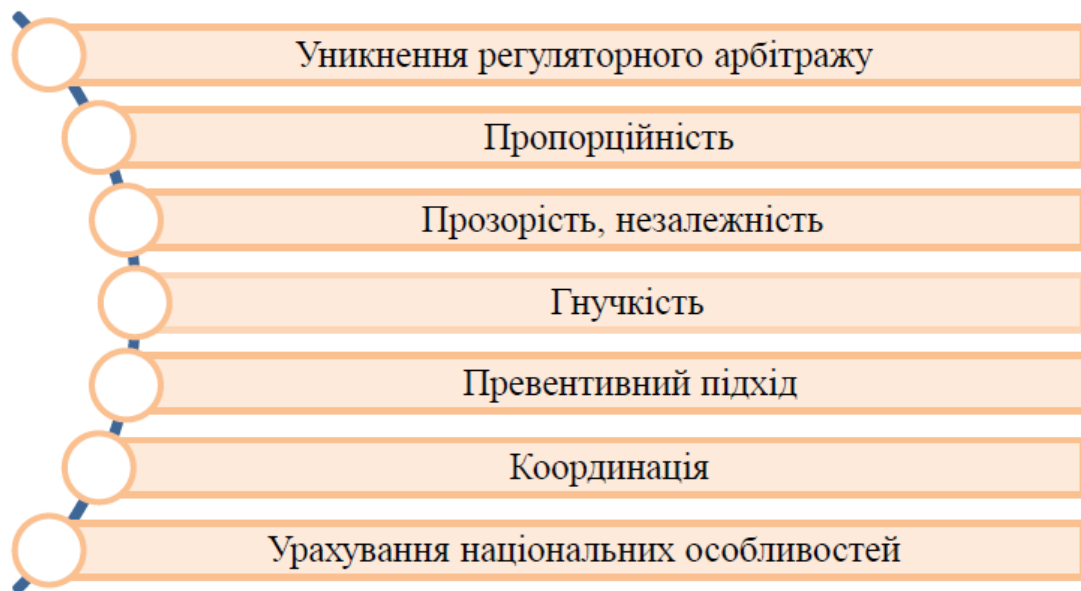 Уникнення регуляторного арбітражу
Пропорційність
Прозорість, незалежність
Гнучкість
Превентивний підхід
Координація
Урахування національних особливостей